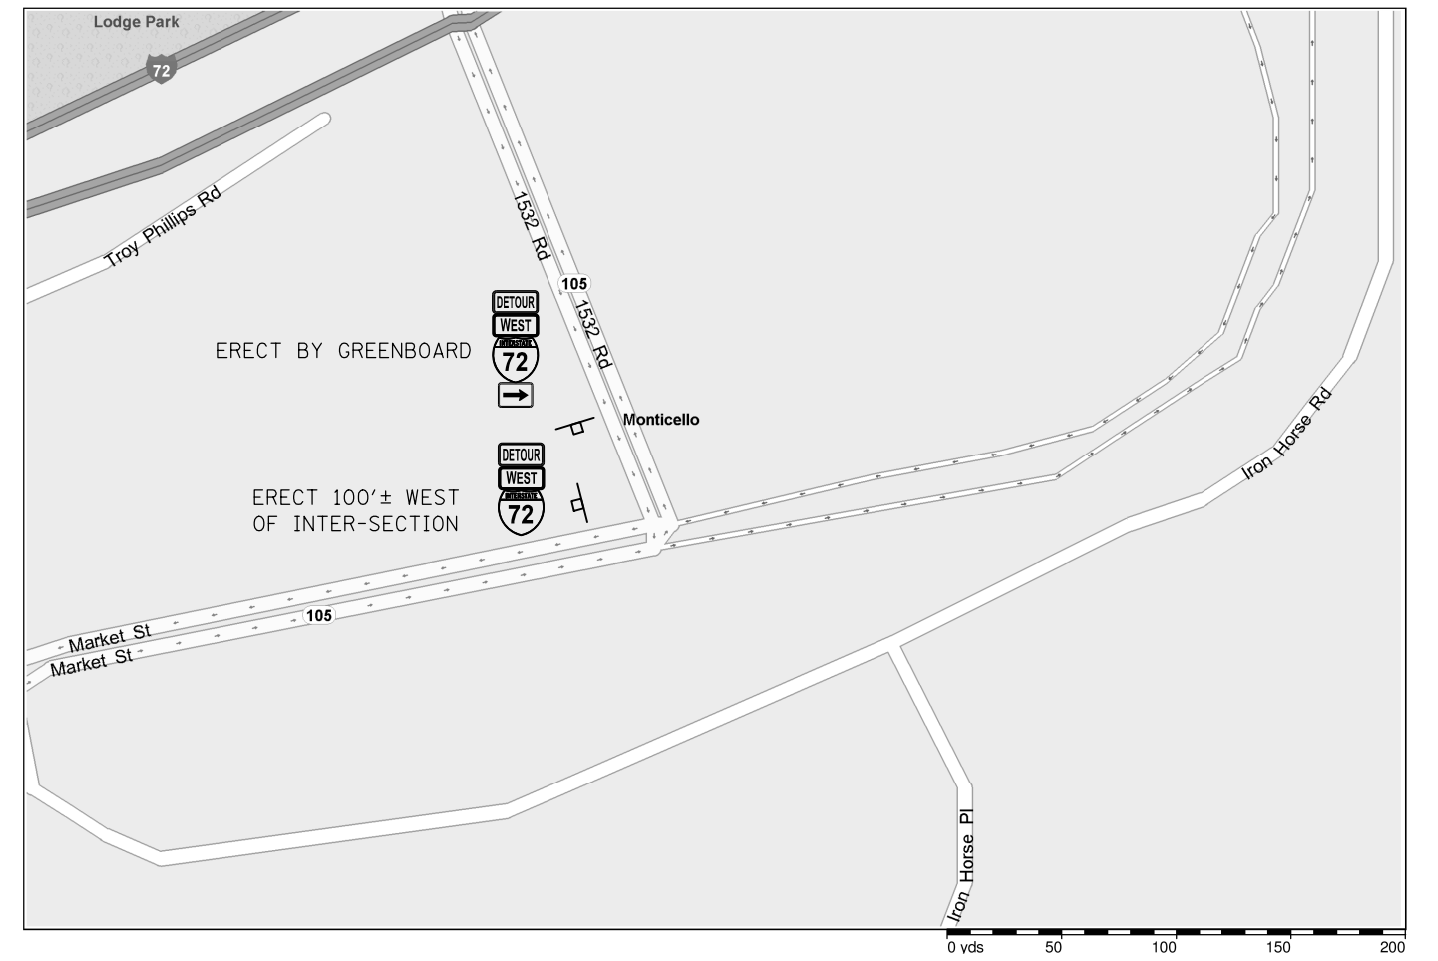 Lodge Park
72
Troy Phillips Rd
1532 Rd
105
1532 Rd
DETOUR
WEST
INTERSTATE
72
ERECT BY GREENBOARD
Monticello
DETOUR
WEST
INTERSTATE
72
ERECT 100'± WEST
OF INTER-SECTION
Iron Horse Rd
105
Market St
Market St
Iron Horse Pl
0 yds 50 100 150 200